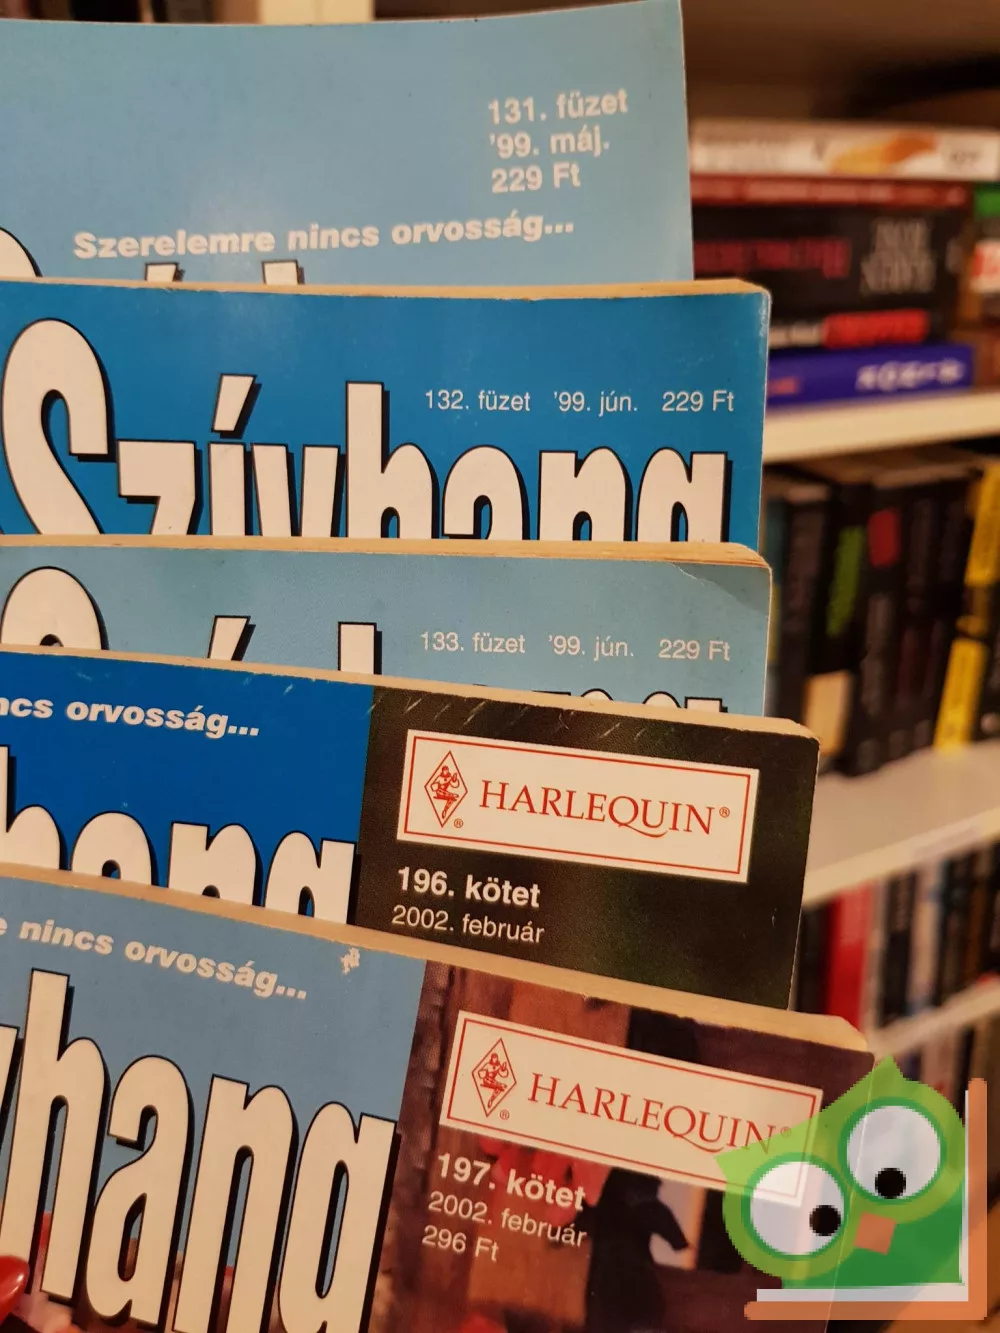 131. füzet
'99. máj.
229 Ft
Szerelemre nincs orvosság...
132. füzet '99. jún. 229 Ft
Szívhang
133. füzet '99. jún. 229 Ft
ncs orvosság...
HARLEQUIN®
hang
196. kötet
2002. február
e nincs orvosság...
HARLEQUIN®
hang
197. kötet
2002. február
296 Ft